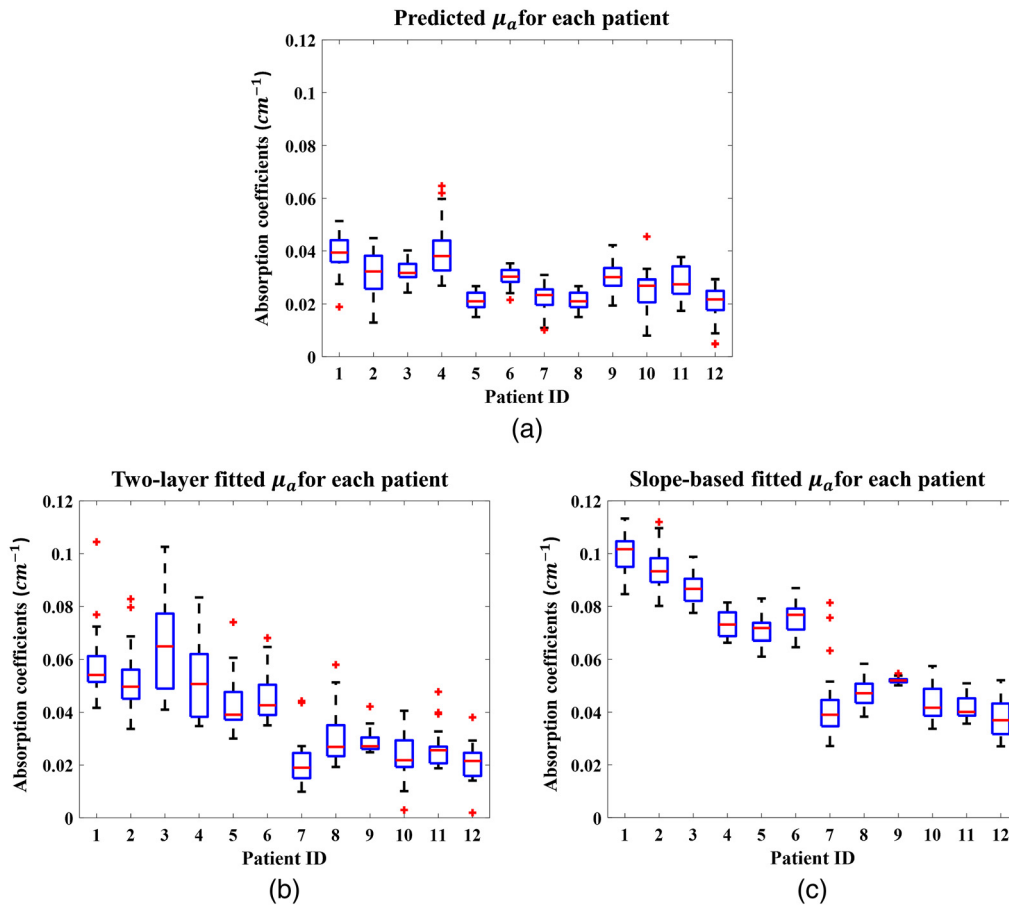 Predicted μₐ for each patient
0.12
0.1
0.08
0.06
0.04
0.02
0
Absorption coefficients (cm⁻¹)
1 2 3 4 5 6 7 8 9 10 11 12
Patient ID
(a)
Two-layer fitted μₐ for each patient
0.12
0.1
0.08
0.06
0.04
0.02
0
Absorption coefficients (cm⁻¹)
1 2 3 4 5 6 7 8 9 10 11 12
Patient ID
(b)
Slope-based fitted μₐ for each patient
0.12
0.1
0.08
0.06
0.04
0.02
0
Absorption coefficients (cm⁻¹)
1 2 3 4 5 6 7 8 9 10 11 12
Patient ID
(c)